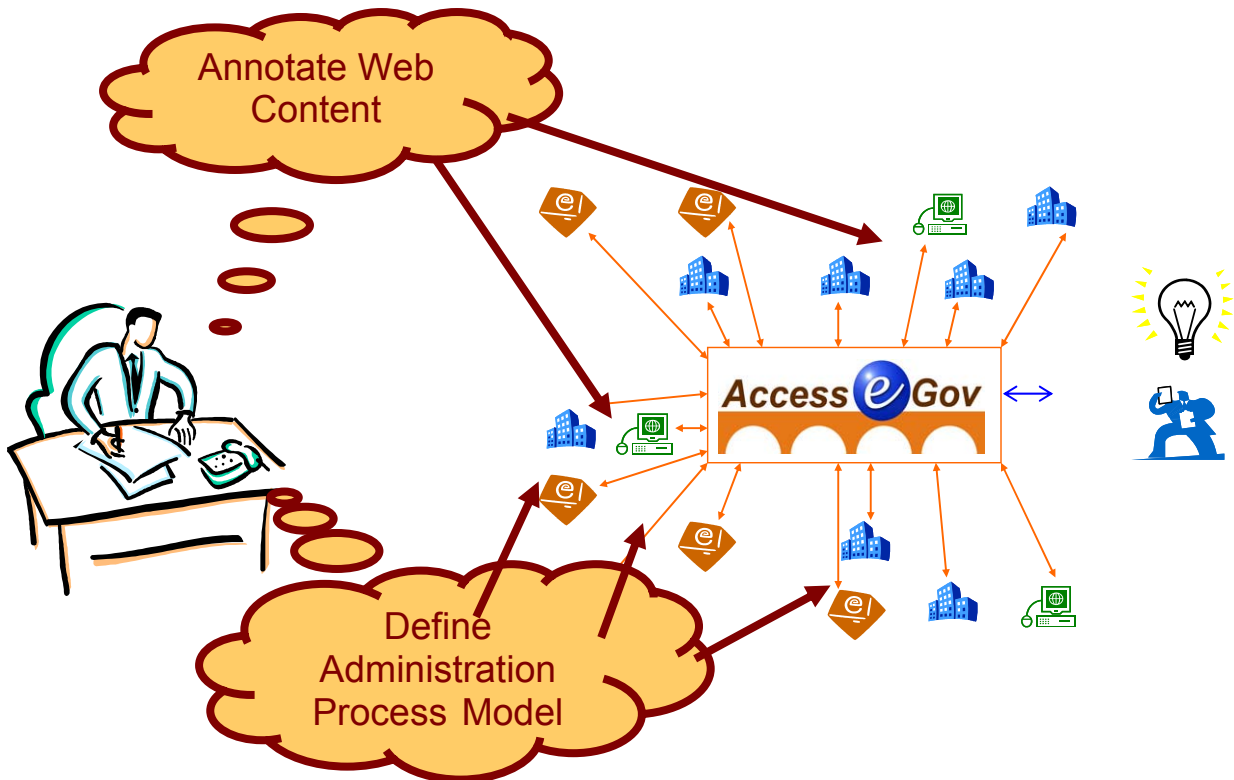 Annotate Web
Content
Access e Gov
Define
Administration
Process Model